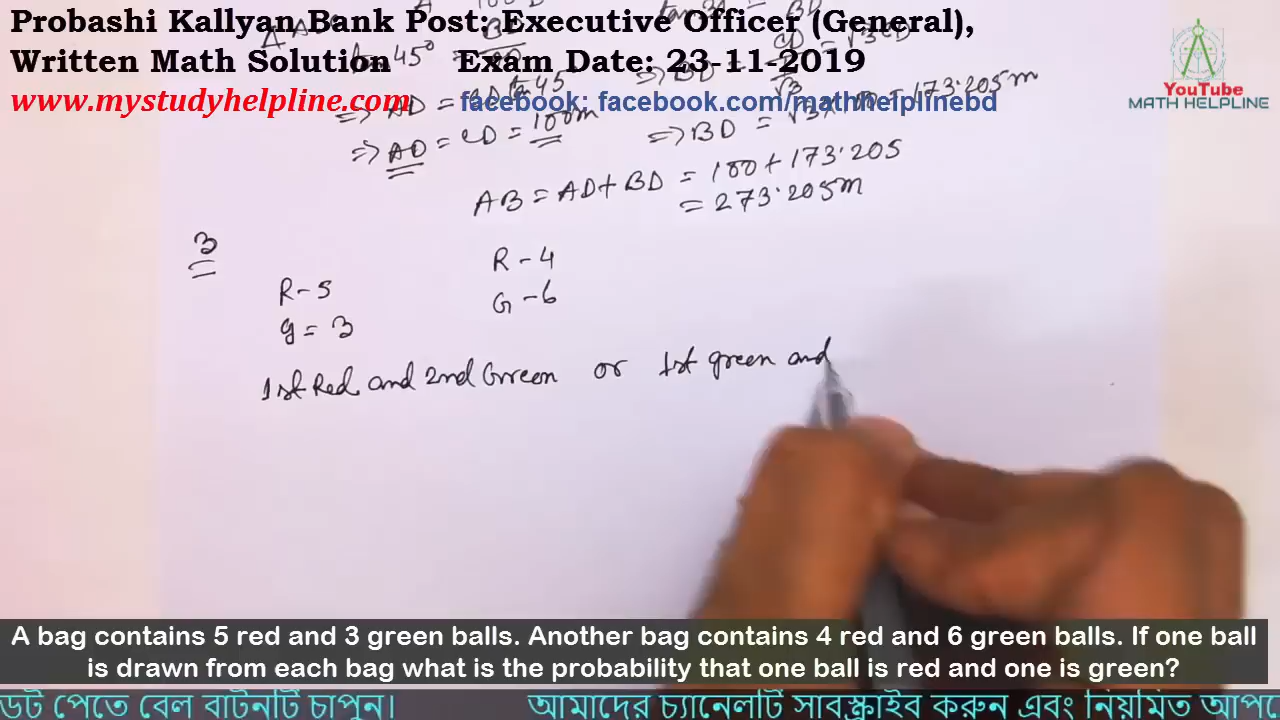 Probashi Kallyan Bank Post: Executive Officer (General),
Written Math Solution Exam Date: 23-11-2019
www.mystudyhelpline.com facebook: facebook.com/mathhelplinebd
YouTube
MATH HELPLINE
=> AD = CD = 100m
=> BD = √3 × 100 = 173.205m
AB = AD + BD = 100 + 173.205
= 273.205m
3
R - 5
g = 3
R - 4
G - 6
1st Red and 2nd Grreen or 1st green and
A bag contains 5 red and 3 green balls. Another bag contains 4 red and 6 green balls. If one ball
is drawn from each bag what is the probability that one ball is red and one is green?
ডট পেতে বেল বাটনটি চাপুন। আমাদের চ্যানেলটি সাবস্ক্রাইব করুন এবং নিয়মিত আপ